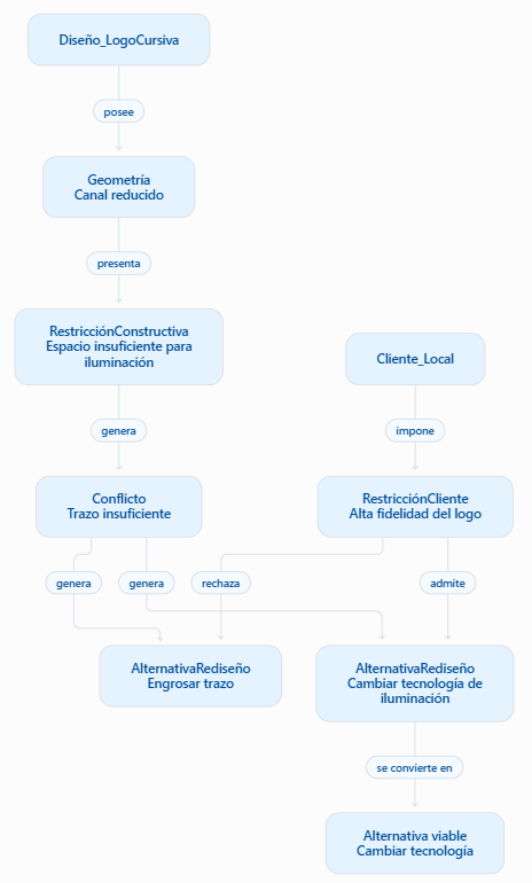 Diseño_LogoCursiva
posee
Geometría
Canal reducido
presenta
RestricciónConstructiva
Espacio insuficiente para
iluminación
Cliente_Local
genera
impone
Conflicto
Trazo insuficiente
RestricciónCliente
Alta fidelidad del logo
genera
genera
rechaza
admite
AlternativaRediseño
Engrosar trazo
AlternativaRediseño
Cambiar tecnología de
iluminación
se convierte en
Alternativa viable
Cambiar tecnología